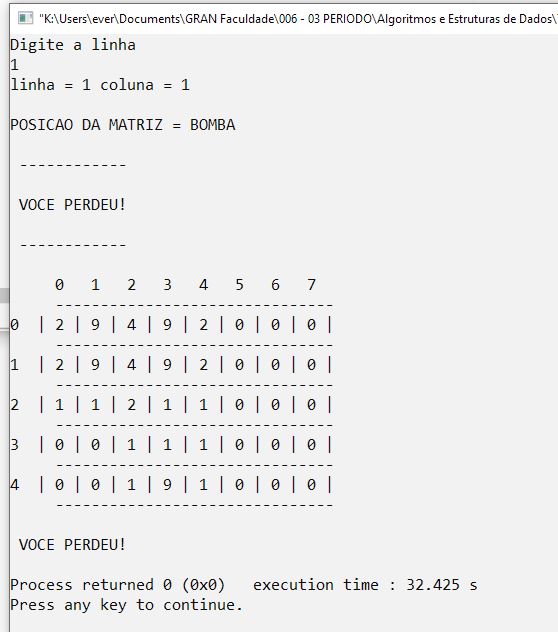 "K:\Users\ever\Documents\GRAN Faculdade\006 - 03 PERIODO\Algoritmos e Estruturas de Dados\
Digite a linha
1
linha = 1 coluna = 1
POSICAO DA MATRIZ = BOMBA
------------
VOCE PERDEU!
------------
0 1 2 3 4 5 6 7
-------------------------------
0 | 2 | 9 | 4 | 9 | 2 | 0 | 0 | 0 |
-------------------------------
1 | 2 | 9 | 4 | 9 | 2 | 0 | 0 | 0 |
-------------------------------
2 | 1 | 1 | 2 | 1 | 1 | 0 | 0 | 0 |
-------------------------------
3 | 0 | 0 | 1 | 1 | 1 | 0 | 0 | 0 |
-------------------------------
4 | 0 | 0 | 1 | 9 | 1 | 0 | 0 | 0 |
-------------------------------
VOCE PERDEU!
Process returned 0 (0x0)   execution time : 32.425 s
Press any key to continue.